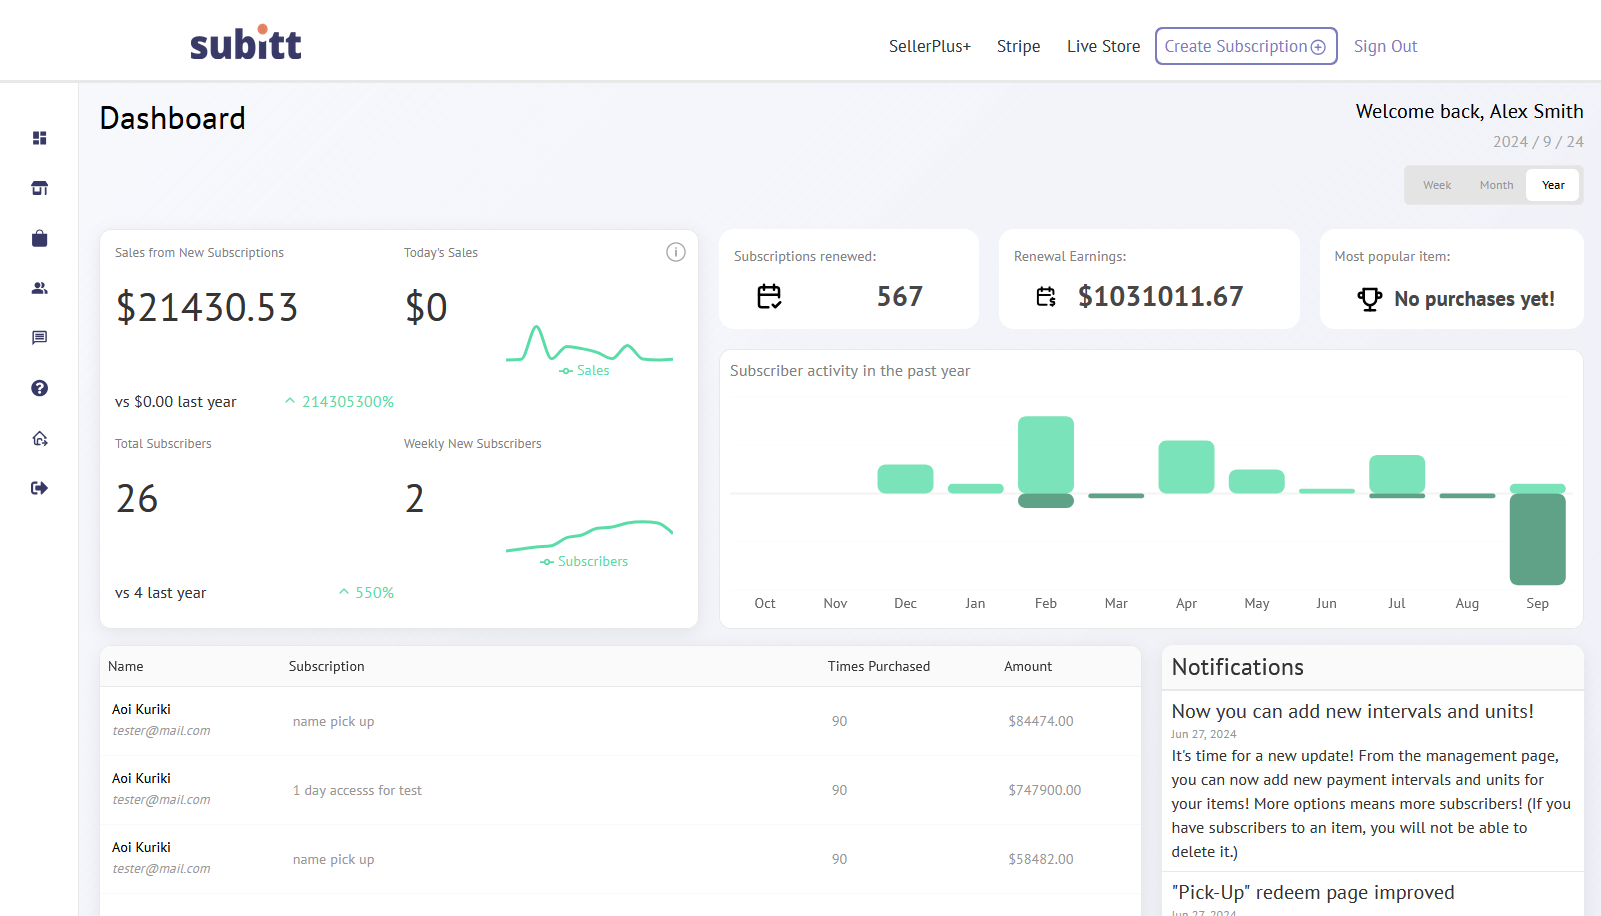 subitt
SellerPlus+ Stripe Live Store Create Subscription Sign Out
Dashboard
Welcome back, Alex Smith
2024 / 9 / 24
Week Month Year
Sales from New Subscriptions
$21430.53
Today's Sales
$0
Sales
vs $0.00 last year
214305300%
Total Subscribers
26
Weekly New Subscribers
2
Subscribers
vs 4 last year
550%
Subscriptions renewed:
567
Renewal Earnings:
$1031011.67
Most popular item:
No purchases yet!
Subscriber activity in the past year
Oct Nov Dec Jan Feb Mar Apr May Jun Jul Aug Sep
Name Subscription Times Purchased Amount
Aoi Kuriki
tester@mail.com
name pick up 90 $84474.00
Aoi Kuriki
tester@mail.com
1 day accesss for test 90 $747900.00
Aoi Kuriki
tester@mail.com
name pick up 90 $58482.00
Notifications
Now you can add new intervals and units!
Jun 27, 2024
It's time for a new update! From the management page,
you can now add new payment intervals and units for
your items! More options means more subscribers! (If you
have subscribers to an item, you will not be able to
delete it.)
"Pick-Up" redeem page improved
Jun 27, 2024